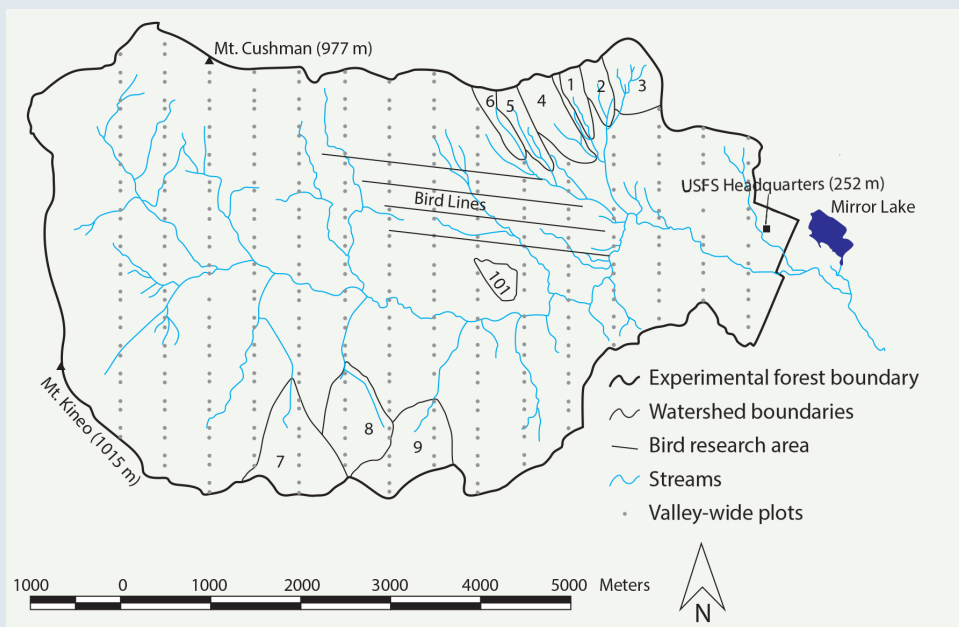 Mt. Cushman (977 m)
6
5
4
1
2
3
USFS Headquarters (252 m)
Mirror Lake
Bird Lines
101
Mt. Kineo (1015 m)
7
8
9
Experimental forest boundary
Watershed boundaries
Bird research area
Streams
Valley-wide plots
1000 0 1000 2000 3000 4000 5000 Meters
N